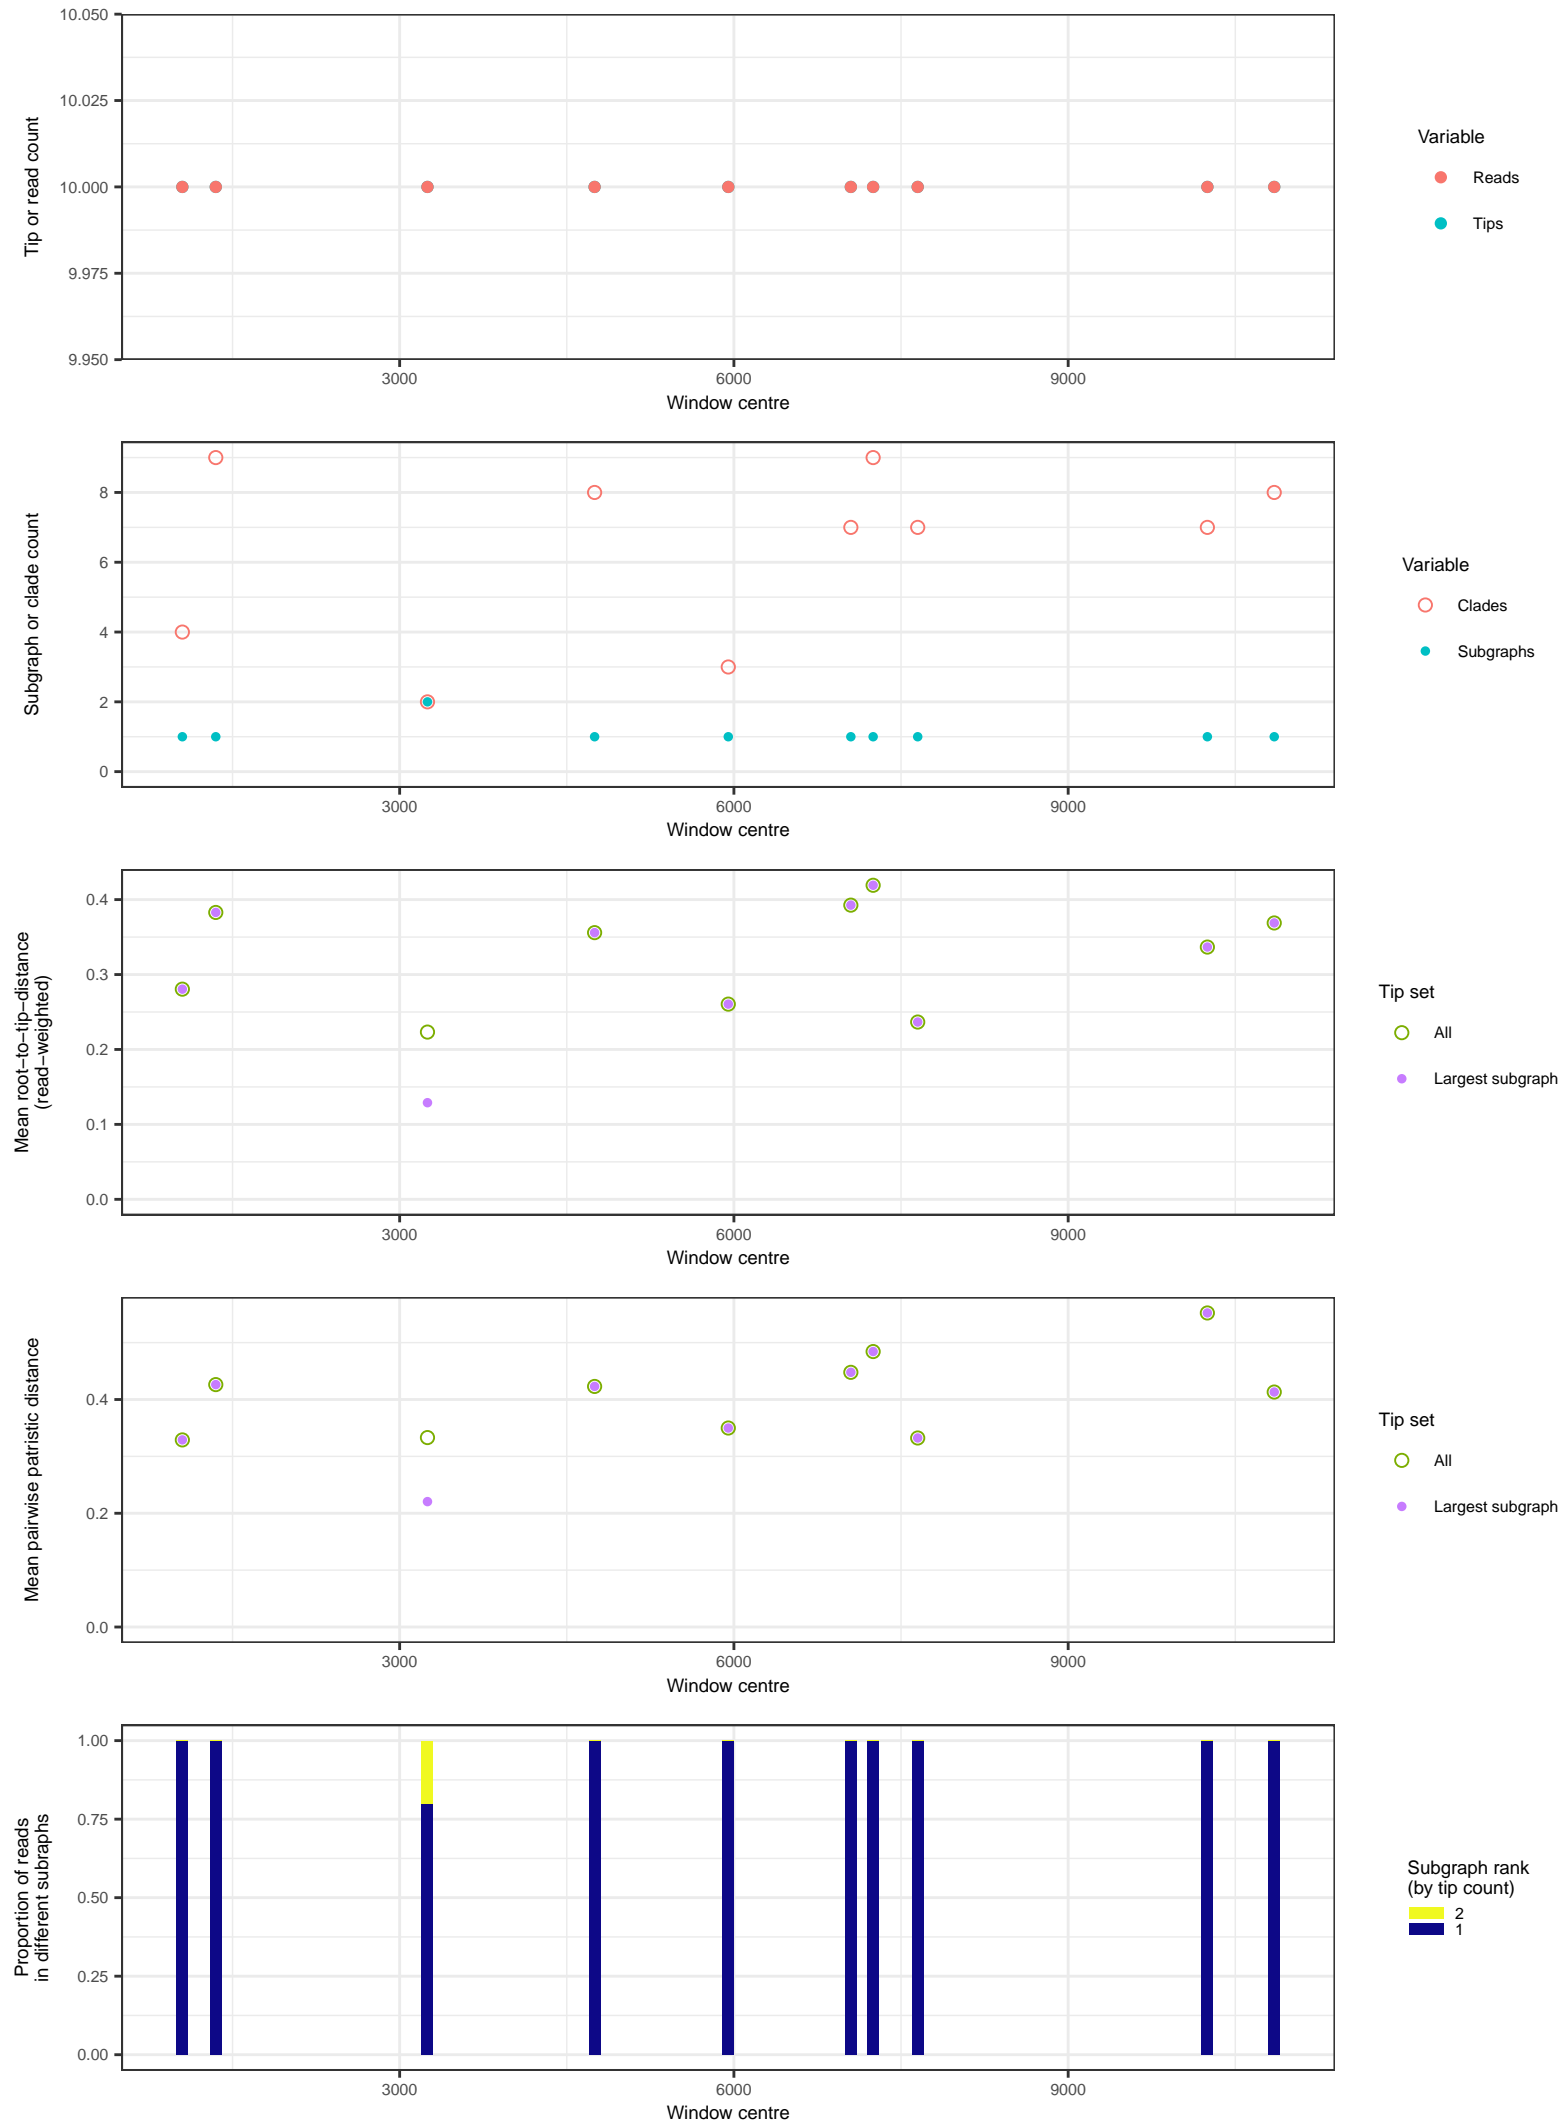 10.050
10.025
10.000
9.975
9.950
Tip or read count
3000 6000 9000
Window centre
Variable
Reads
Tips
8
6
4
2
0
Subgraph or clade count
3000 6000 9000
Window centre
Variable
Clades
Subgraphs
0.4
0.3
0.2
0.1
0.0
Mean root−to−tip−distance
(read−weighted)
3000 6000 9000
Window centre
Tip set
All
Largest subgraph
0.4
0.2
0.0
Mean pairwise patristic distance
3000 6000 9000
Window centre
Tip set
All
Largest subgraph
1.00
0.75
0.50
0.25
0.00
Proportion of reads
in different subraphs
3000 6000 9000
Window centre
Subgraph rank
(by tip count)
2
1